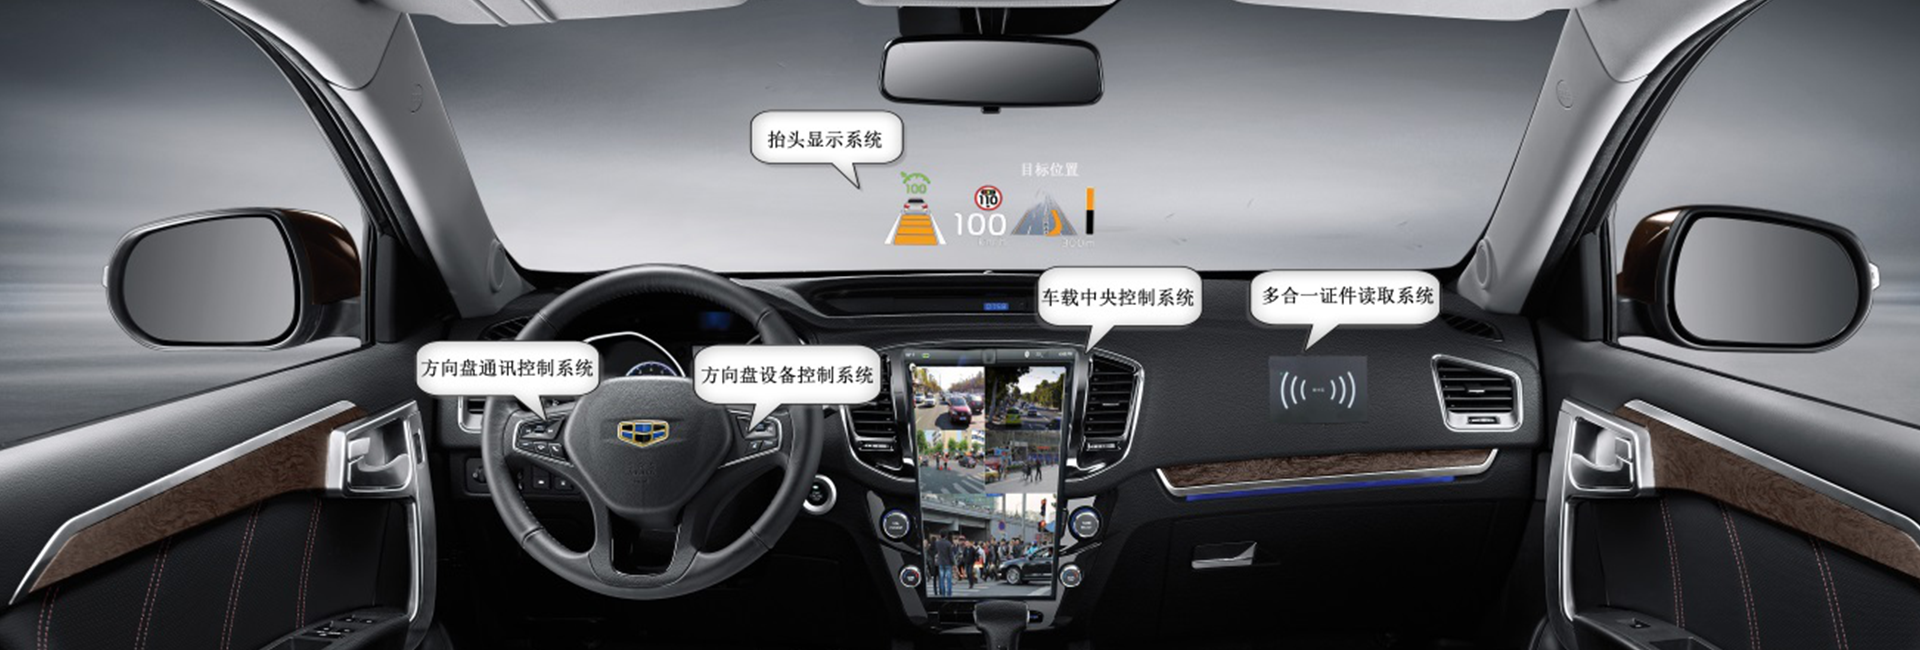 抬头显示系统
目标位置
100
110
100
车载中央控制系统
多合一证件读取系统
方向盘通讯控制系统
方向盘设备控制系统